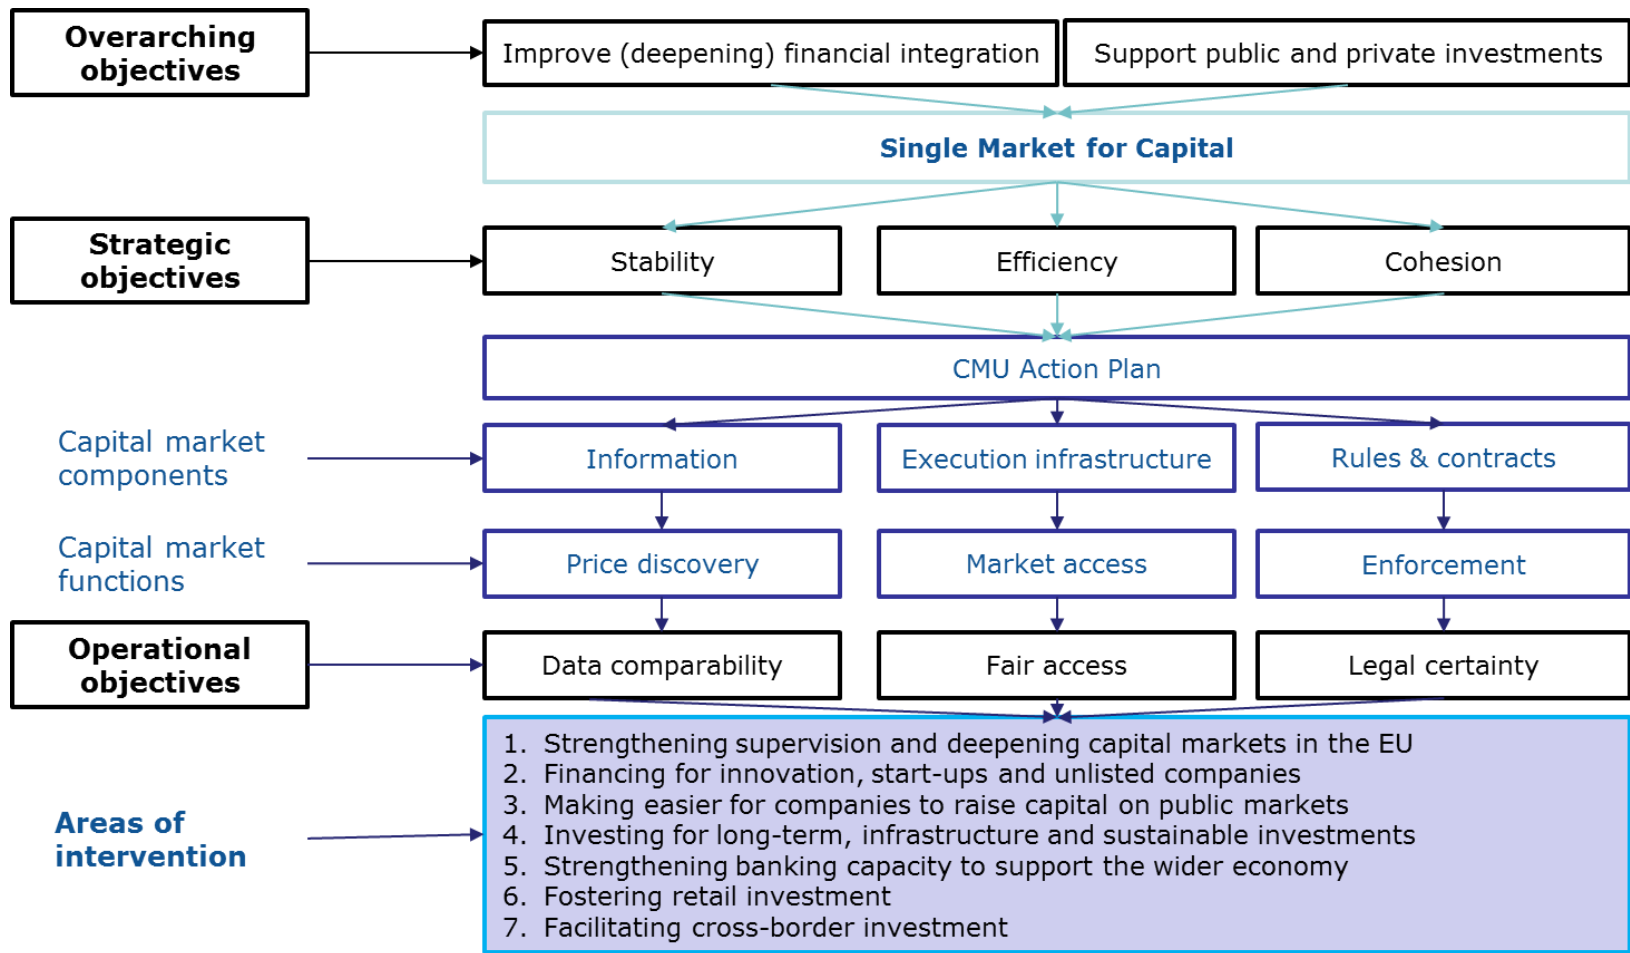 Overarching
objectives
Improve (deepening) financial integration
Support public and private investments
Single Market for Capital
Strategic
objectives
Stability
Efficiency
Cohesion
CMU Action Plan
Capital market
components
Information
Execution infrastructure
Rules & contracts
Capital market
functions
Price discovery
Market access
Enforcement
Operational
objectives
Data comparability
Fair access
Legal certainty
Areas of
intervention
1. Strengthening supervision and deepening capital markets in the EU
2. Financing for innovation, start-ups and unlisted companies
3. Making easier for companies to raise capital on public markets
4. Investing for long-term, infrastructure and sustainable investments
5. Strengthening banking capacity to support the wider economy
6. Fostering retail investment
7. Facilitating cross-border investment